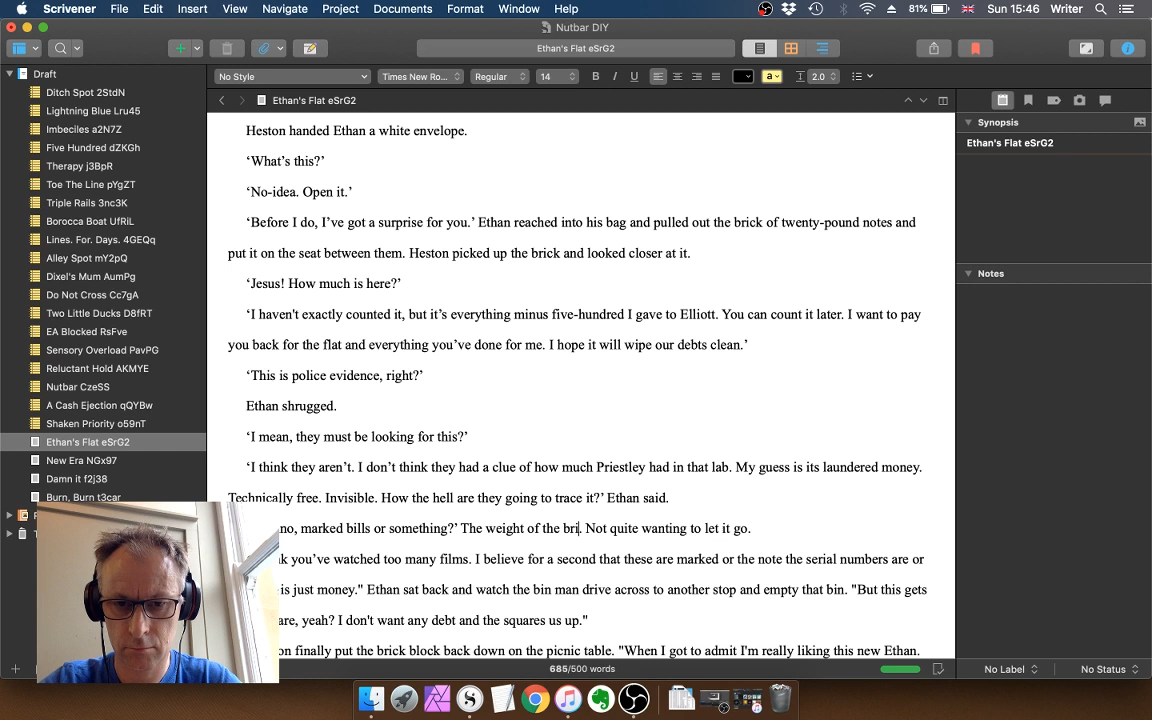 Scrivener File Edit Insert View Navigate Project Documents Format Window Help 81% Sun 15:46 Writer
Nutbar DIY
Ethan's Flat eSrG2
No Style Times New Ro... Regular 14 B I U a 2.0
Ethan's Flat eSrG2
Draft
Ditch Spot 2StdN
Lightning Blue Lru45
Imbeciles a2N7Z
Five Hundred dZKGh
Therapy j3BpR
Toe The Line pYgZT
Triple Rails 3nc3K
Borocca Boat UfRiL
Lines. For. Days. 4GEQq
Alley Spot mY2pQ
Dixel's Mum AumPg
Do Not Cross Cc7gA
Two Little Ducks D8fRT
EA Blocked RsFve
Sensory Overload PavPG
Reluctant Hold AKMYE
Nutbar CzeSS
A Cash Ejection qQYBw
Shaken Priority o59nT
Ethan's Flat eSrG2
New Era NGx97
Damn it f2j38
Burn, Burn t3car
Heston handed Ethan a white envelope.
‘What’s this?’
‘No-idea. Open it.’
‘Before I do, I’ve got a surprise for you.’ Ethan reached into his bag and pulled out the brick of twenty-pound notes and
put it on the seat between them. Heston picked up the brick and looked closer at it.
‘Jesus! How much is here?’
‘I haven't exactly counted it, but it’s everything minus five-hundred I gave to Elliott. You can count it later. I want to pay
you back for the flat and everything you’ve done for me. I hope it will wipe our debts clean.’
‘This is police evidence, right?’
Ethan shrugged.
‘I mean, they must be looking for this?’
‘I think they aren’t. I don’t think they had a clue of how much Priestley had in that lab. My guess is its laundered money.
Technically free. Invisible. How the hell are they going to trace it?’ Ethan said.
no, marked bills or something?’ The weight of the bri. Not quite wanting to let it go.
you’ve watched too many films. I believe for a second that these are marked or the note the serial numbers are or
is just money." Ethan sat back and watch the bin man drive across to another stop and empty that bin. "But this gets
are, yeah? I don't want any debt and the squares us up."
finally put the brick block back down on the picnic table. "When I got to admit I'm really liking this new Ethan.
685/500 words
Synopsis
Ethan's Flat eSrG2
Notes
No Label No Status